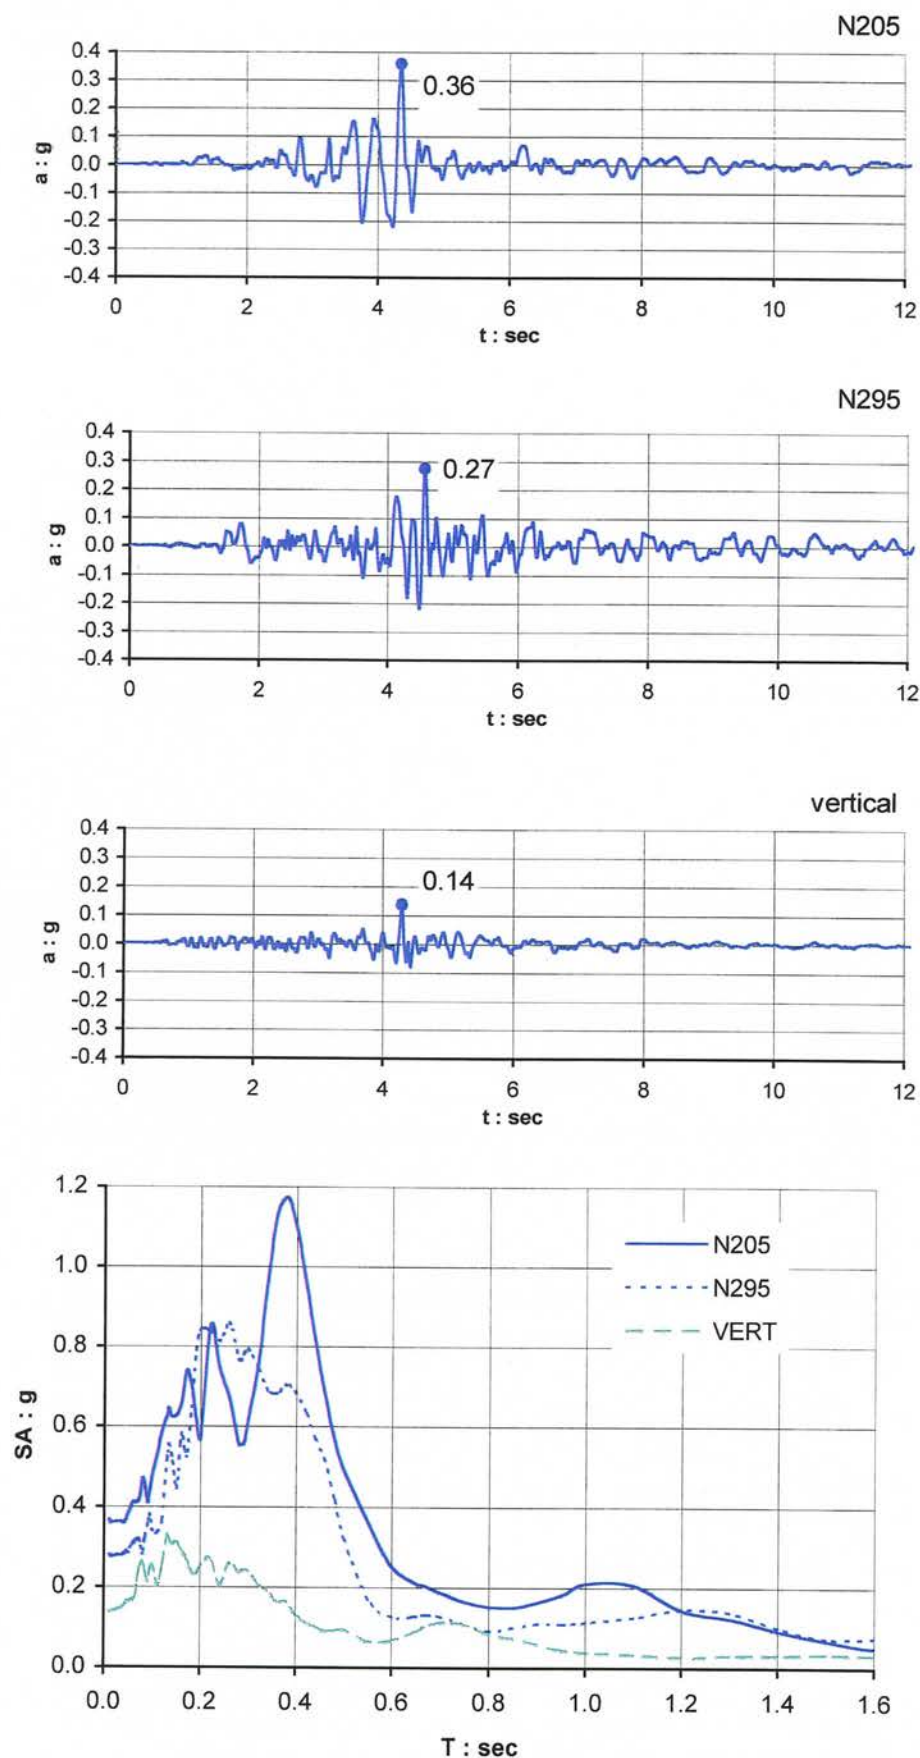 N205
0.4
0.3
0.2
0.1
0.0
-0.1
-0.2
-0.3
-0.4
a : g
0.36
0 2 4 6 8 10 12
t : sec
N295
0.4
0.3
0.2
0.1
0.0
-0.1
-0.2
-0.3
-0.4
a : g
0.27
0 2 4 6 8 10 12
t : sec
vertical
0.4
0.3
0.2
0.1
0.0
-0.1
-0.2
-0.3
-0.4
a : g
0.14
0 2 4 6 8 10 12
t : sec
1.2
1.0
0.8
0.6
0.4
0.2
0.0
SA : g
N205
N295
VERT
0.0 0.2 0.4 0.6 0.8 1.0 1.2 1.4 1.6
T : sec